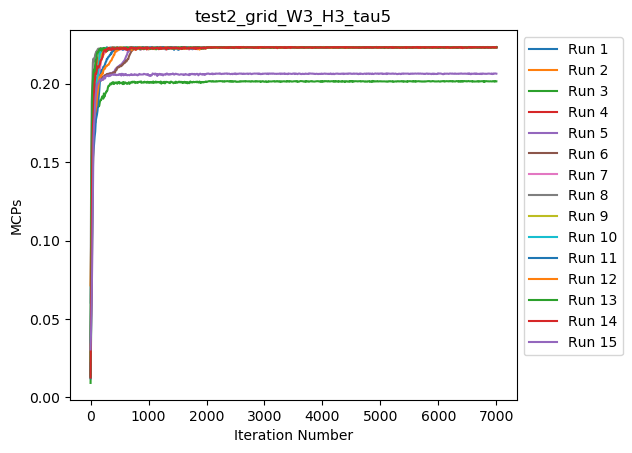 test2_grid_W3_H3_tau5
MCPs
0.20
0.15
0.10
0.05
0.00
0 1000 2000 3000 4000 5000 6000 7000
Iteration Number
Run 1
Run 2
Run 3
Run 4
Run 5
Run 6
Run 7
Run 8
Run 9
Run 10
Run 11
Run 12
Run 13
Run 14
Run 15